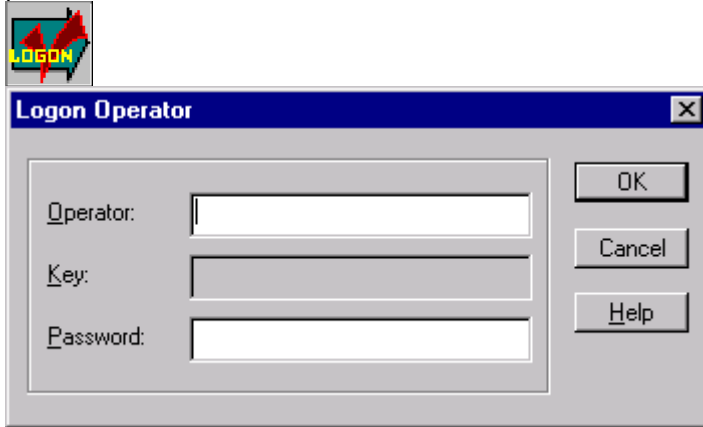 LOGON
Logon Operator
Operator:
OK
Cancel
Key:
Help
Password: